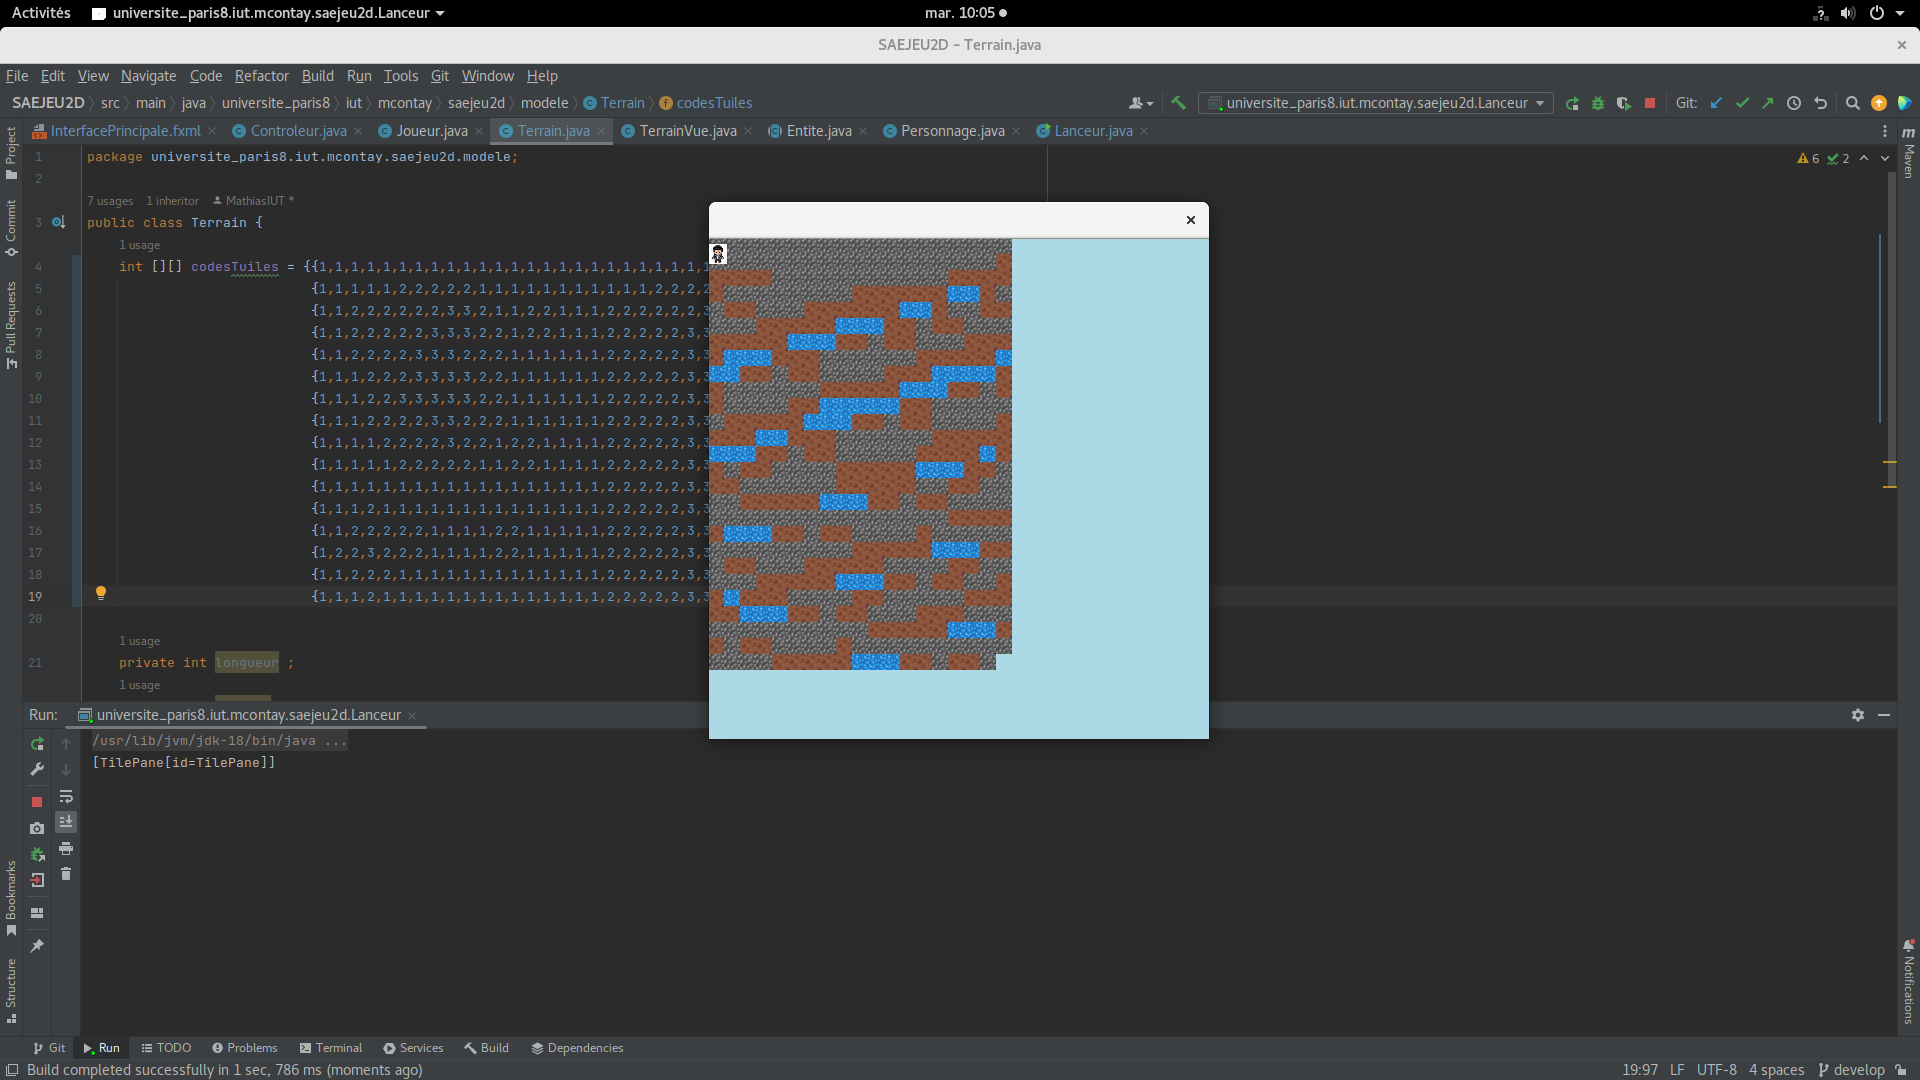 Activités universite_paris8.iut.mcontay.saejeu2d.Lanceur mar. 10:05
SAEJEU2D – Terrain.java
File Edit View Navigate Code Refactor Build Run Tools Git Window Help
SAEJEU2D src main java universite_paris8 iut mcontay saejeu2d modele Terrain codesTuiles universite_paris8.iut.mcontay.saejeu2d.Lanceur Git:
InterfacePrincipale.fxml Controleur.java Joueur.java Terrain.java TerrainVue.java Entite.java Personnage.java Lanceur.java
Project
Commit
Pull Requests
Bookmarks
Structure
Maven
Notifications
6 2
1 package universite_paris8.iut.mcontay.saejeu2d.modele;
2
7 usages 1 inheritor MathiasIUT *
3 public class Terrain {
1 usage
4 int [][] codesTuiles = {{1,1,1,1,1,1,1,1,1,1,1,1,1,1,1,1,1,1,1,1,1,1,1,1,1
5 {1,1,1,1,1,2,2,2,2,2,1,1,1,1,1,1,1,1,1,1,1,2,2,2,2
6 {1,1,2,2,2,2,2,2,3,3,2,1,1,2,2,1,1,1,2,2,2,2,2,2,3
7 {1,1,2,2,2,2,2,3,3,3,2,2,1,2,2,1,1,1,2,2,2,2,2,3,3
8 {1,1,2,2,2,2,3,3,3,2,2,2,1,1,1,1,1,1,2,2,2,2,2,3,3
9 {1,1,1,2,2,2,3,3,3,3,2,2,1,1,1,1,1,1,2,2,2,2,2,3,3
10 {1,1,1,2,2,3,3,3,3,3,2,2,1,1,1,1,1,1,2,2,2,2,2,3,3
11 {1,1,1,2,2,2,2,3,3,2,2,1,1,1,1,1,1,1,2,2,2,2,2,3,3
12 {1,1,1,1,2,2,2,2,3,2,2,1,2,2,1,1,1,1,2,2,2,2,2,3,3
13 {1,1,1,1,1,2,2,2,2,2,1,1,2,2,1,1,1,1,2,2,2,2,2,3,3
14 {1,1,1,1,1,1,1,1,1,1,1,1,1,1,1,1,1,1,2,2,2,2,2,3,3
15 {1,1,1,2,1,1,1,1,1,1,1,1,1,1,1,1,1,1,2,2,2,2,2,3,3
16 {1,1,2,2,2,2,2,1,1,1,1,2,2,1,1,1,1,1,2,2,2,2,2,3,3
17 {1,2,2,3,2,2,2,1,1,1,1,2,2,1,1,1,1,1,2,2,2,2,2,3,3
18 {1,1,2,2,2,1,1,1,1,1,1,1,1,1,1,1,1,1,2,2,2,2,2,3,3
19 {1,1,1,2,1,1,1,1,1,1,1,1,1,1,1,1,1,1,2,2,2,2,2,3,3
20
1 usage
21 private int longueur ;
1 usage
Run: universite_paris8.iut.mcontay.saejeu2d.Lanceur
/usr/lib/jvm/jdk-18/bin/java ...
[TilePane[id=TilePane]]
Git Run TODO Problems Terminal Services Build Dependencies
Build completed successfully in 1 sec, 786 ms (moments ago) 19:97 LF UTF-8 4 spaces develop